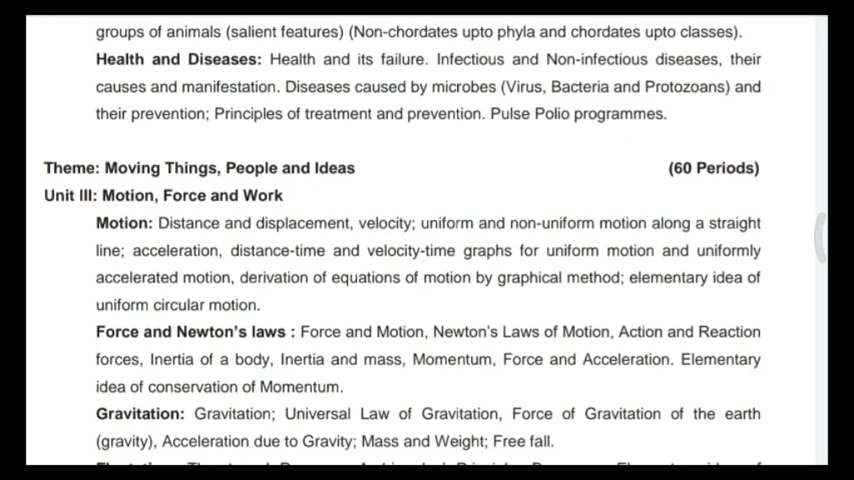 groups of animals (salient features) (Non-chordates upto phyla and chordates upto classes).
Health and Diseases: Health and its failure. Infectious and Non-infectious diseases, their
causes and manifestation. Diseases caused by microbes (Virus, Bacteria and Protozoans) and
their prevention; Principles of treatment and prevention. Pulse Polio programmes.
Theme: Moving Things, People and Ideas (60 Periods)
Unit III: Motion, Force and Work
Motion: Distance and displacement, velocity; uniform and non-uniform motion along a straight
line; acceleration, distance-time and velocity-time graphs for uniform motion and uniformly
accelerated motion, derivation of equations of motion by graphical method; elementary idea of
uniform circular motion.
Force and Newton's laws : Force and Motion, Newton's Laws of Motion, Action and Reaction
forces, Inertia of a body, Inertia and mass, Momentum, Force and Acceleration. Elementary
idea of conservation of Momentum.
Gravitation: Gravitation; Universal Law of Gravitation, Force of Gravitation of the earth
(gravity), Acceleration due to Gravity; Mass and Weight; Free fall.